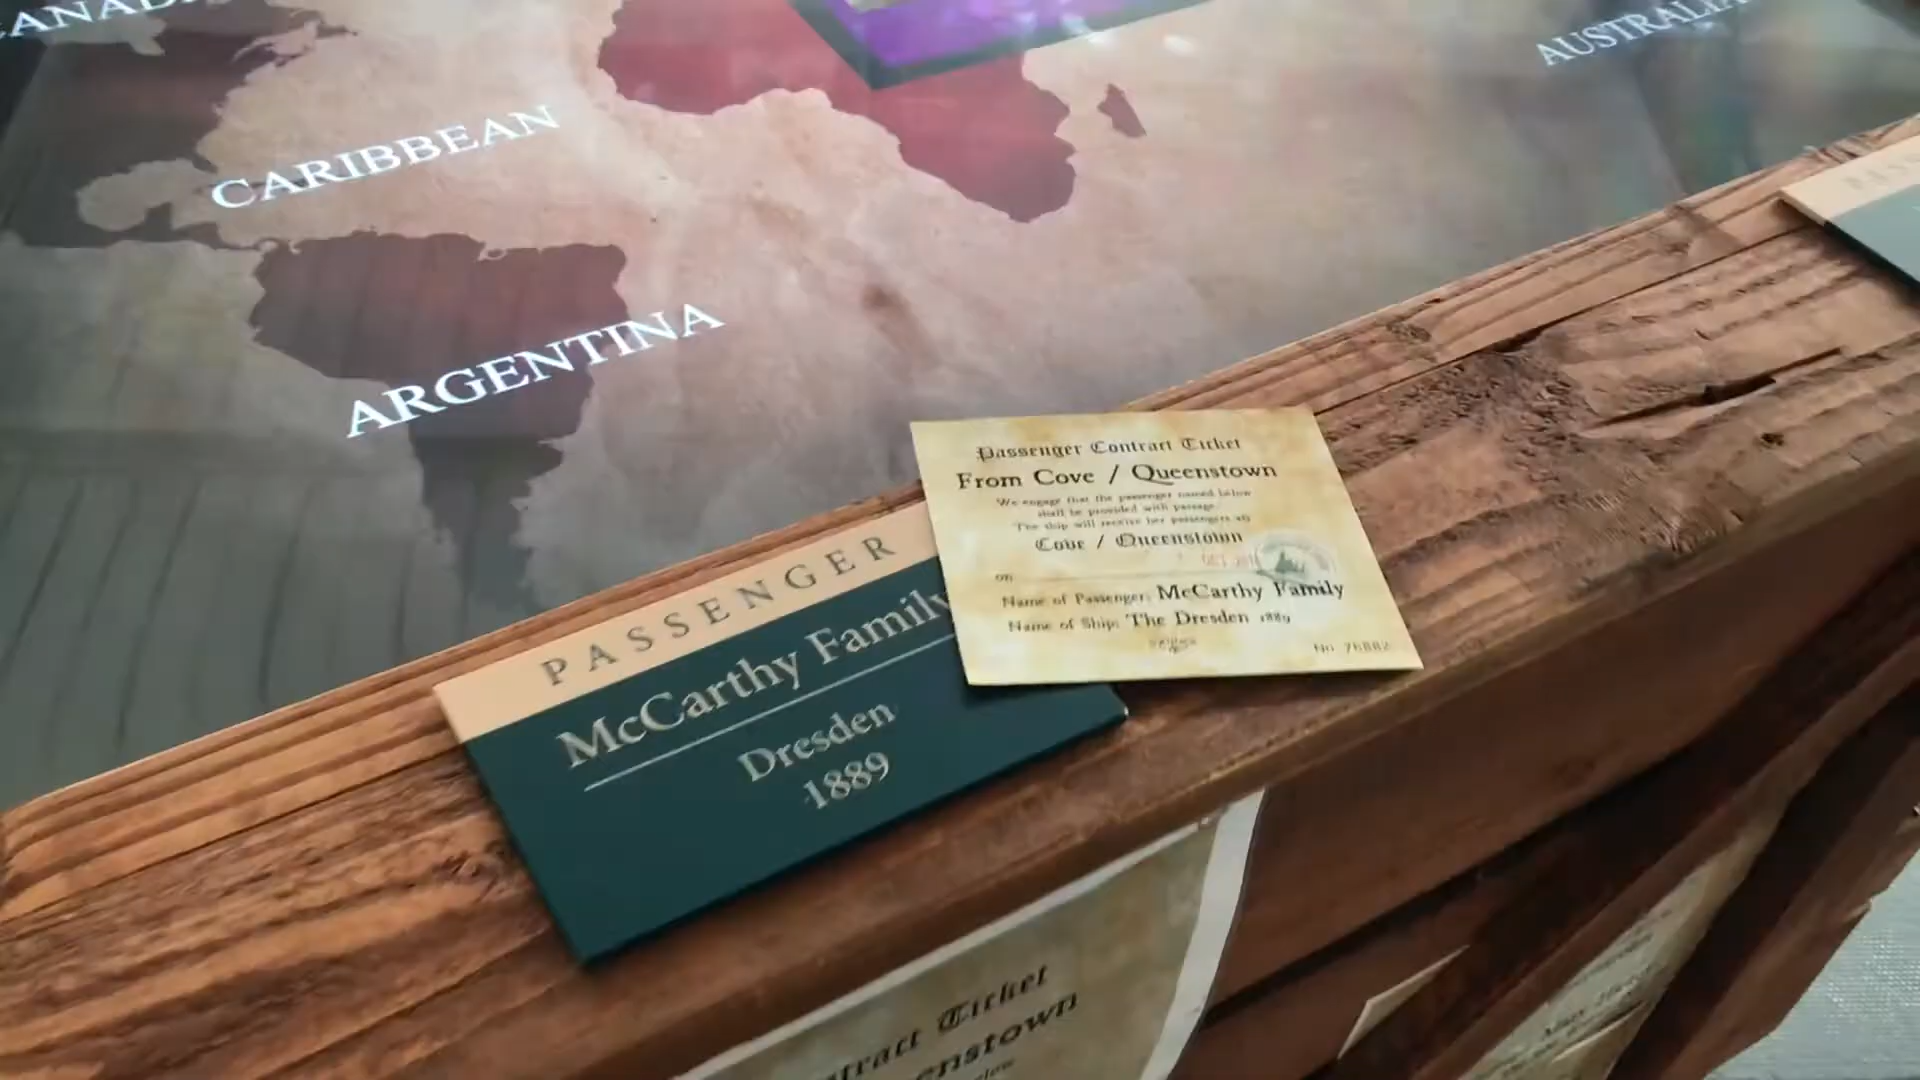 CANADA
CARIBBEAN
ARGENTINA
AUSTRALIA
PASSENGER
McCarthy Family
Dresden
1889
Passenger Contract Ticket
From Cove / Queenstown
We engage that the passenger named below
shall be provided with passage.
The ship will receive her passengers at:
Cove / Queenstown
on
Name of Passenger: McCarthy Family
Name of Ship: The Dresden 1889
No 76882
Ticket